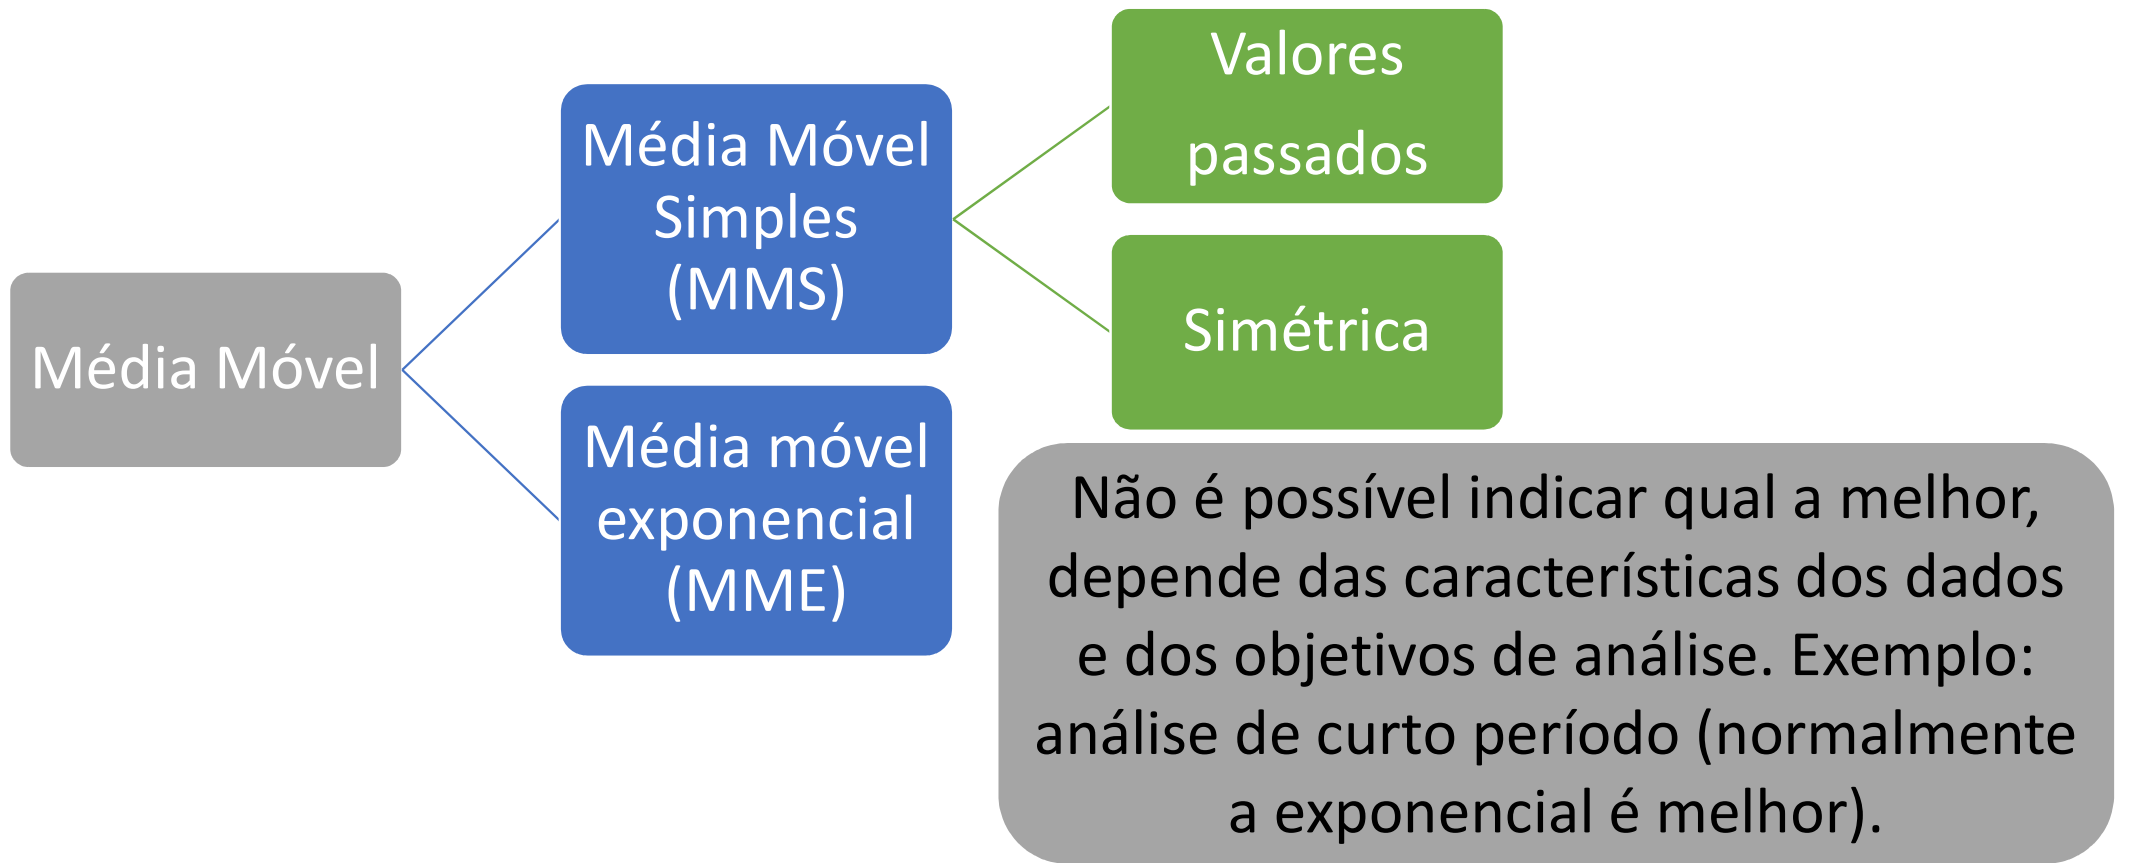 Média Móvel
Média Móvel
Simples
(MMS)
Média móvel
exponencial
(MME)
Valores
passados
Simétrica
Não é possível indicar qual a melhor,
depende das características dos dados
e dos objetivos de análise. Exemplo:
análise de curto período (normalmente
a exponencial é melhor).